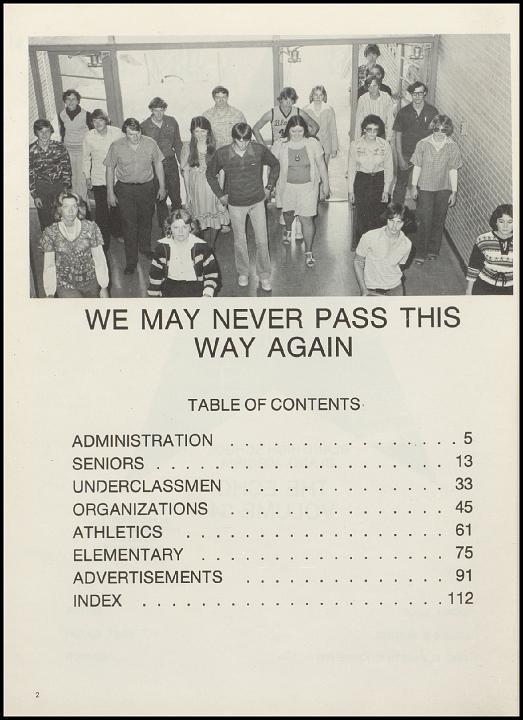 WE MAY NEVER PASS THIS
WAY AGAIN
TABLE OF CONTENTS
ADMINISTRATION . . . . . . . . . . . . . . . . 5
SENIORS . . . . . . . . . . . . . . . . . . . . . 13
UNDERCLASSMEN . . . . . . . . . . . . . . 33
ORGANIZATIONS . . . . . . . . . . . . . . . 45
ATHLETICS . . . . . . . . . . . . . . . . . . 61
ELEMENTARY . . . . . . . . . . . . . . . . . 75
ADVERTISEMENTS . . . . . . . . . . . . . . 91
INDEX . . . . . . . . . . . . . . . . . . . . . 112
2